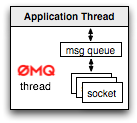 Application Thread
msg queue
ØMQ
thread
socket